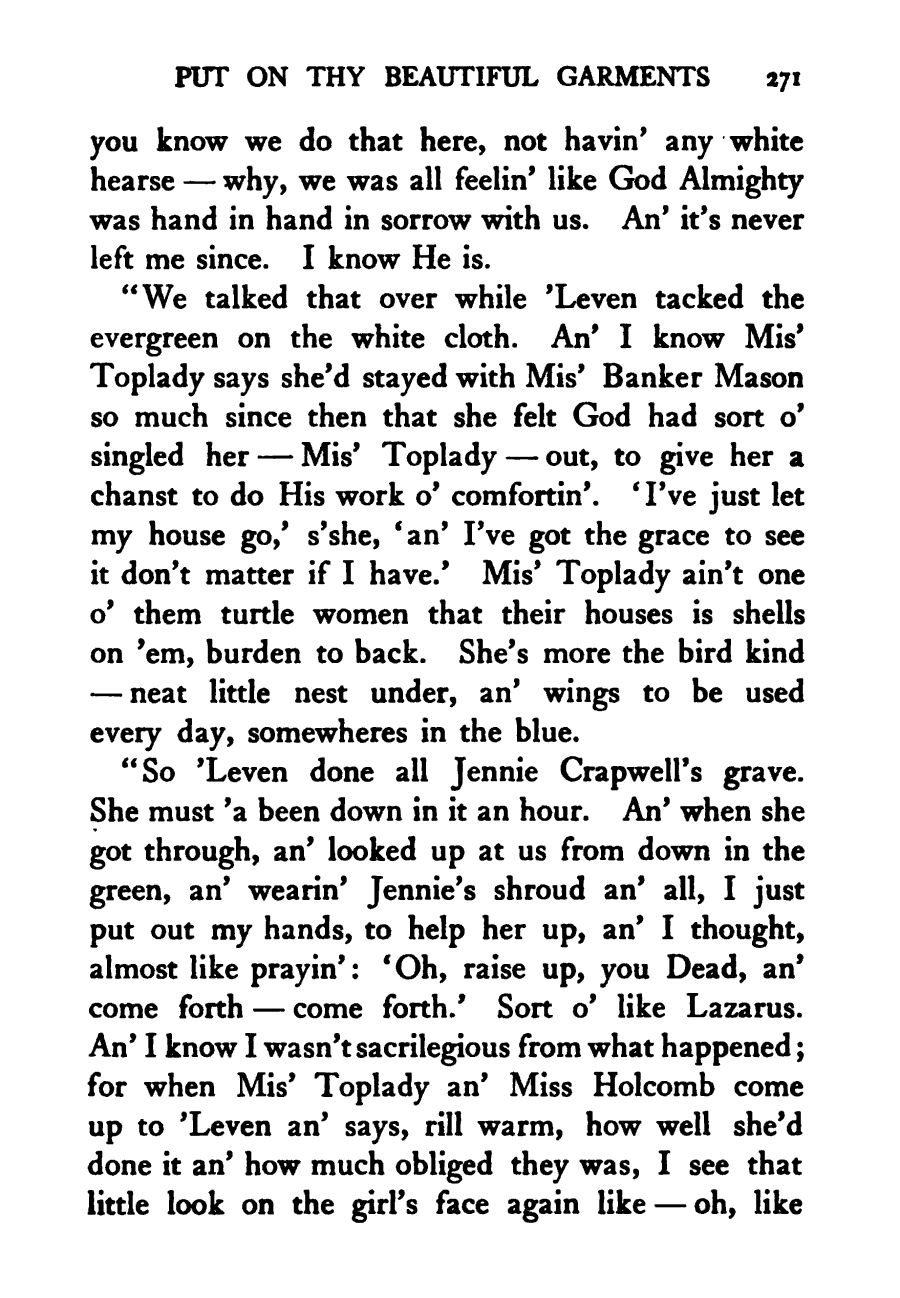 PUT ON THY BEAUTIFUL GARMENTS 271
you know we do that here, not havin' any white
hearse — why, we was all feelin' like God Almighty
was hand in hand in sorrow with us. An' it's never
left me since. I know He is.
"We talked that over while 'Leven tacked the
evergreen on the white cloth. An' I know Mis'
Toplady says she'd stayed with Mis' Banker Mason
so much since then that she felt God had sort o'
singled her — Mis' Toplady — out, to give her a
chanst to do His work o' comfortin'. 'I've just let
my house go,' s'she, 'an' I've got the grace to see
it don't matter if I have.' Mis' Toplady ain't one
o' them turtle women that their houses is shells
on 'em, burden to back. She's more the bird kind
— neat little nest under, an' wings to be used
every day, somewheres in the blue.
"So 'Leven done all Jennie Crapwell's grave.
She must 'a been down in it an hour. An' when she
got through, an' looked up at us from down in the
green, an' wearin' Jennie's shroud an' all, I just
put out my hands, to help her up, an' I thought,
almost like prayin': 'Oh, raise up, you Dead, an'
come forth — come forth.' Sort o' like Lazarus.
An' I know I wasn't sacrilegious from what happened;
for when Mis' Toplady an' Miss Holcomb come
up to 'Leven an' says, rill warm, how well she'd
done it an' how much obliged they was, I see that
little look on the girl's face again like — oh, like